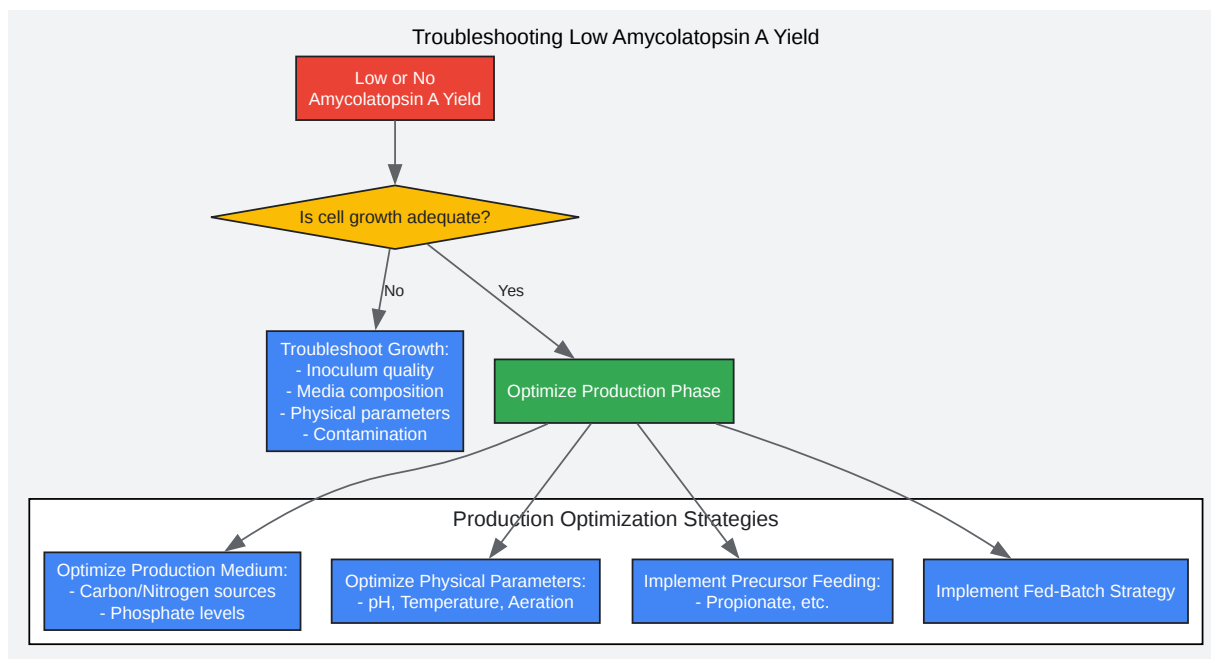 Troubleshooting Low Amycolatopsin A Yield
Low or No
Amycolatopsin A Yield
Is cell growth adequate?
No
Yes
Troubleshoot Growth:
- Inoculum quality
- Media composition
- Physical parameters
- Contamination
Optimize Production Phase
Production Optimization Strategies
Optimize Production Medium:
- Carbon/Nitrogen sources
- Phosphate levels
Optimize Physical Parameters:
- pH, Temperature, Aeration
Implement Precursor Feeding:
- Propionate, etc.
Implement Fed-Batch Strategy